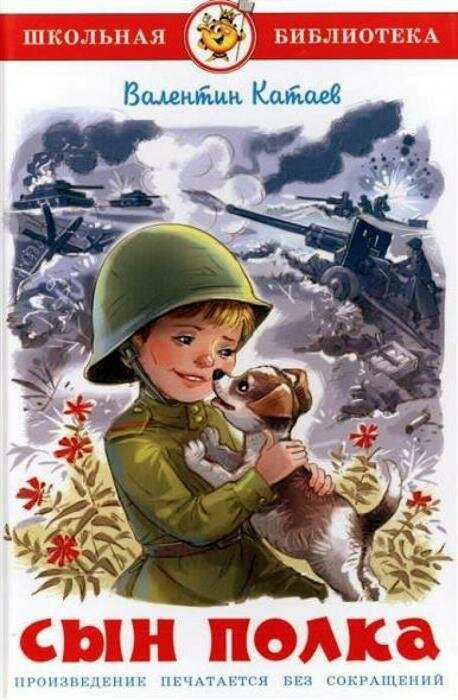 ШКОЛЬНАЯ БИБЛИОТЕКА
Валентин Катаев
СЫН ПОЛКА
ПРОИЗВЕДЕНИЕ ПЕЧАТАЕТСЯ БЕЗ СОКРАЩЕНИЙ